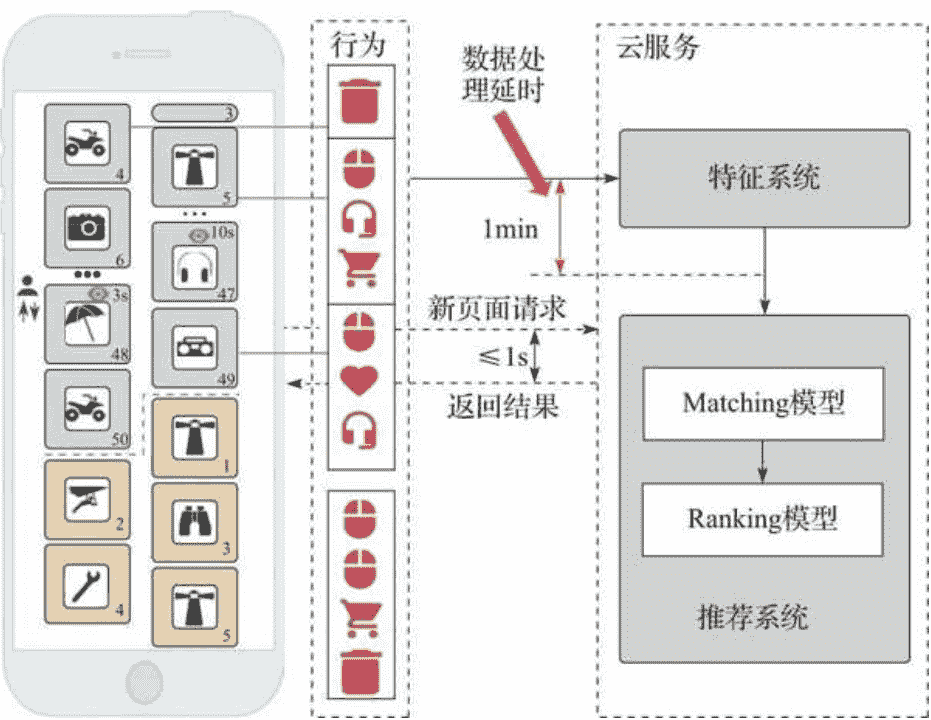 3
4
5
6
10s
47
3s
48
49
50
1
2
3
4
5
行为
数据处
理延时
1min
新页面请求
≤1s
返回结果
云服务
特征系统
Matching模型
Ranking模型
推荐系统